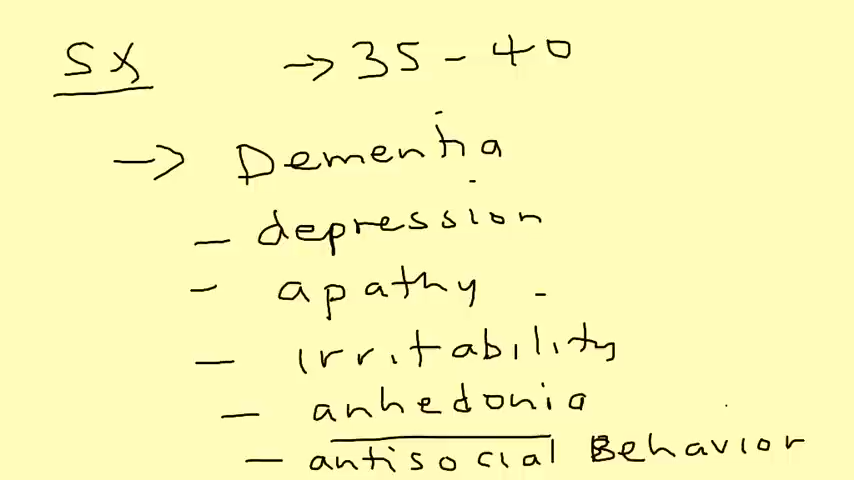 SX → 35 - 40
→ Dementia
- depression
- apathy -
- irritability
- anhedonia
- antisocial Behavior